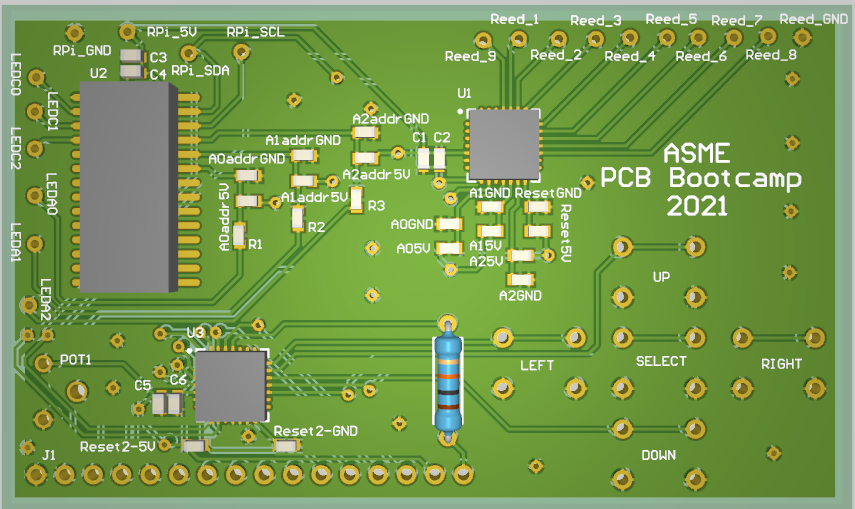 RPi_5V
RPi_SCL
RPi_GND
RPi_SDA
C3
C4
U2
LEDC0
LEDC1
LEDC2
LEDA0
LEDA1
LEDA2
Reed_1
Reed_3
Reed_5
Reed_7
Reed_GND
Reed_9
Reed_2
Reed_4
Reed_6
Reed_8
U1
A2addrGND
C1 C2
A1addrGND
A0addrGND
A2addr5V
A1addr5V
A0addr5V
R1
R2
R3
ASME
PCB Bootcamp
2021
A1GND
ResetGND
A0GND
A15V
Reset5V
A05V
A25V
A2GND
UP
U3
POT1
C5
C6
LEFT
SELECT
RIGHT
Reset2-5V
Reset2-GND
DOWN
J1